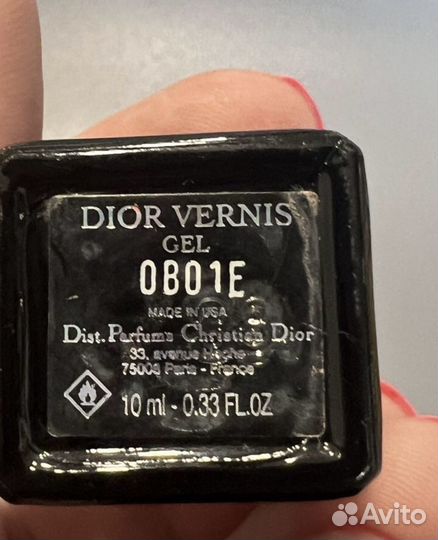 DIOR VERNIS
GEL
0B01E
MADE IN USA
Dist. Parfums Christian Dior
33, avenue Hoche
75008 Paris - France
10 ml - 0.33 FL.OZ
Avito